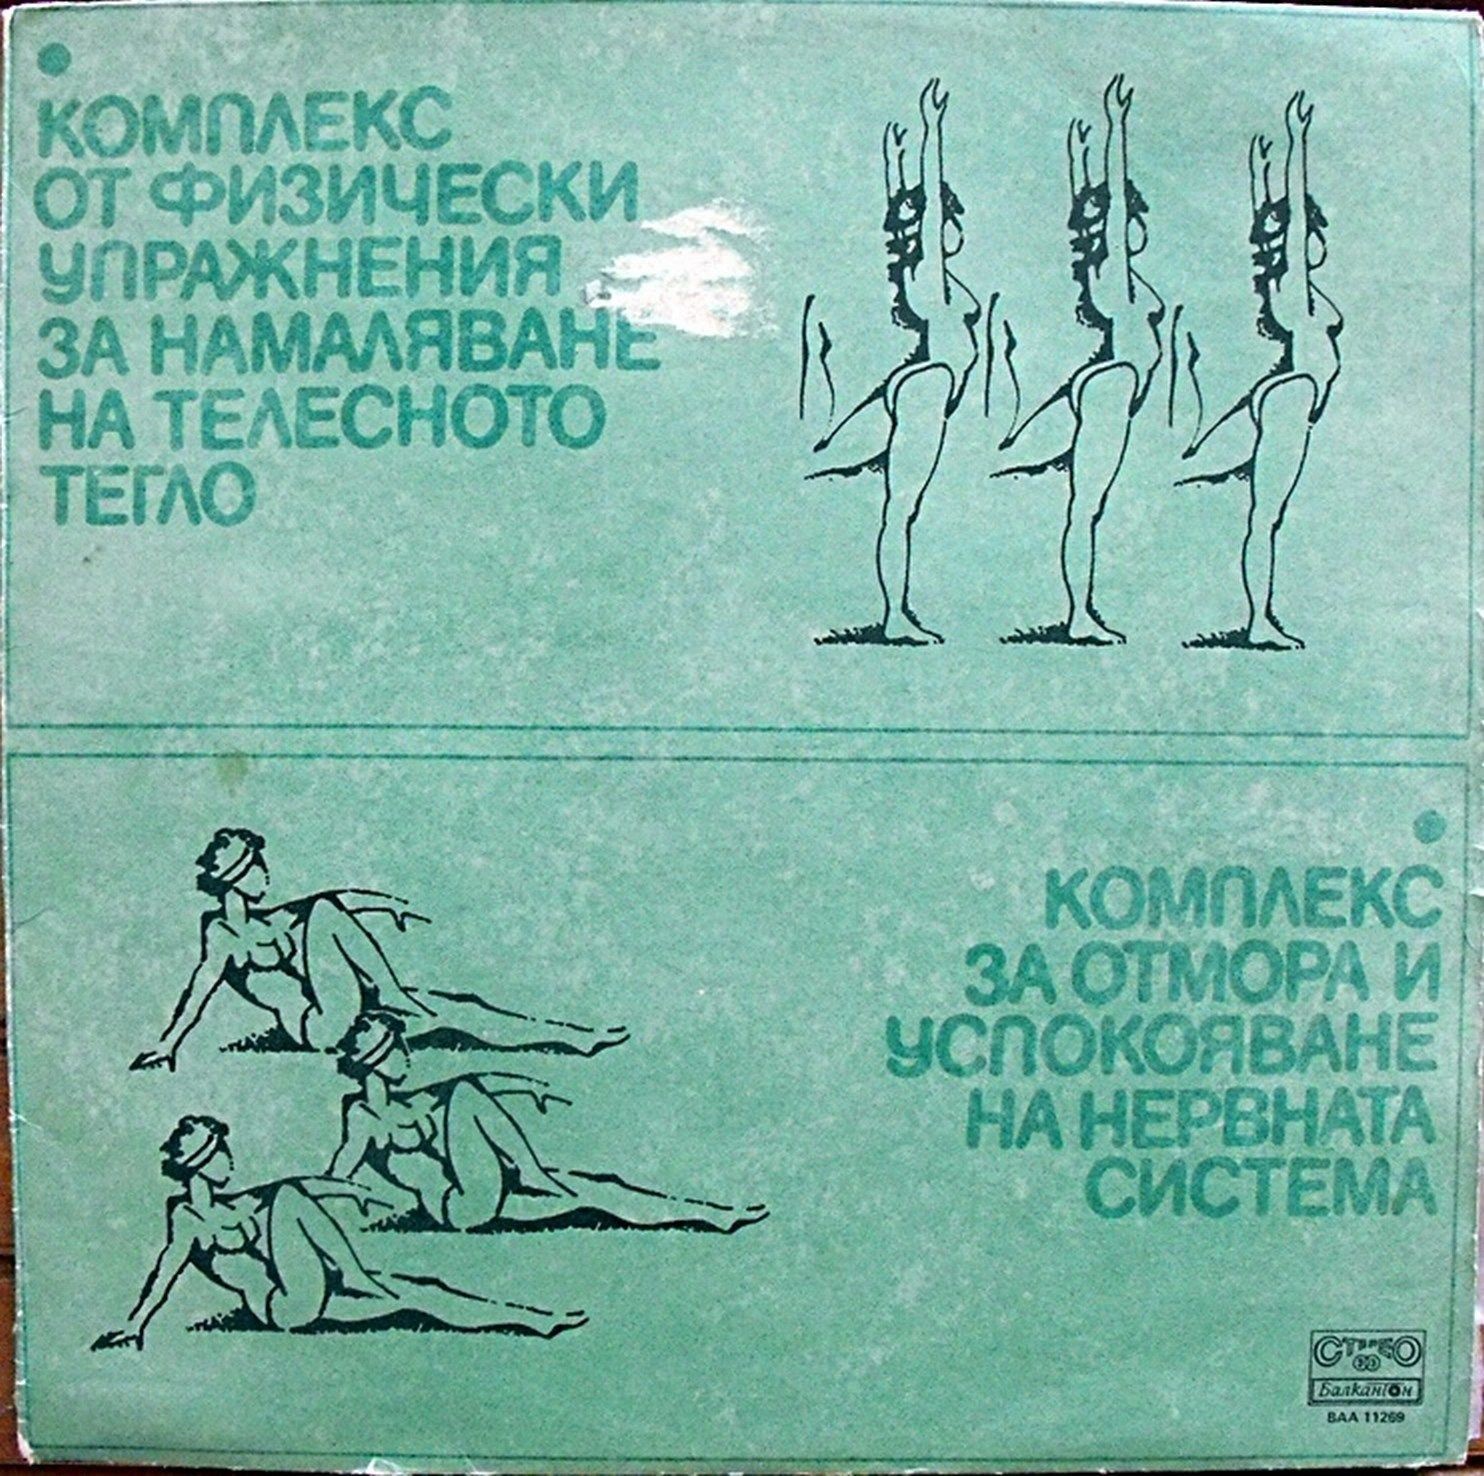 КОМПЛЕКС
ОТ ФИЗИЧЕСКИ
УПРАЖНЕНИЯ
ЗА НАМАЛЯВАНЕ
НА ТЕЛЕСНОТО
ТЕГЛО
КОМПЛЕКС
ЗА ОТМОРА И
УСПОКОЯВАНЕ
НА НЕРВНАТА
СИСТЕМА
СТЕРЕО
Балкантон
ВАА 11269